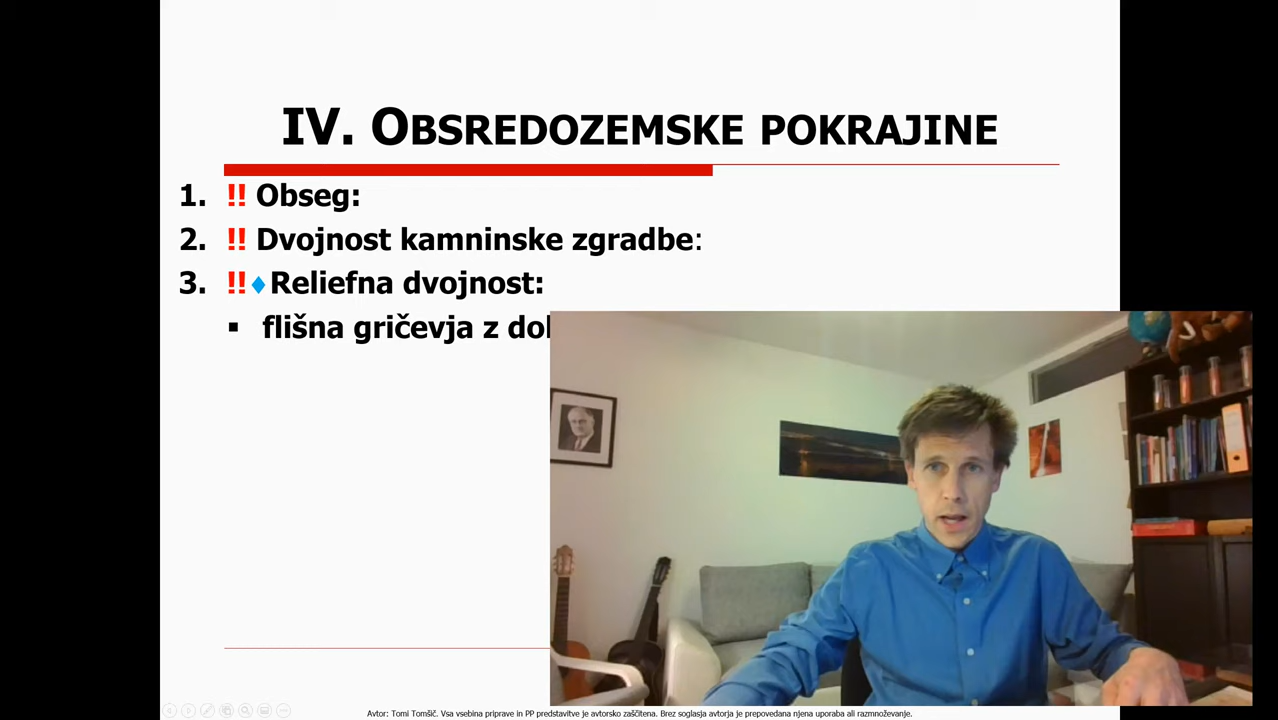 IV. OBSREDOZEMSKE POKRAJINE
1. !! Obseg:
2. !! Dvojnost kamninske zgradbe:
3. !!♦Reliefna dvojnost:
▪ flišna gričevja z
Avtor: Tomi Tomšič. Vsa vsebina priprave in PP predstavitve je avtorsko zaščitena. Brez soglasja avtorja je prepovedana njena uporaba ali razmnoževanje.